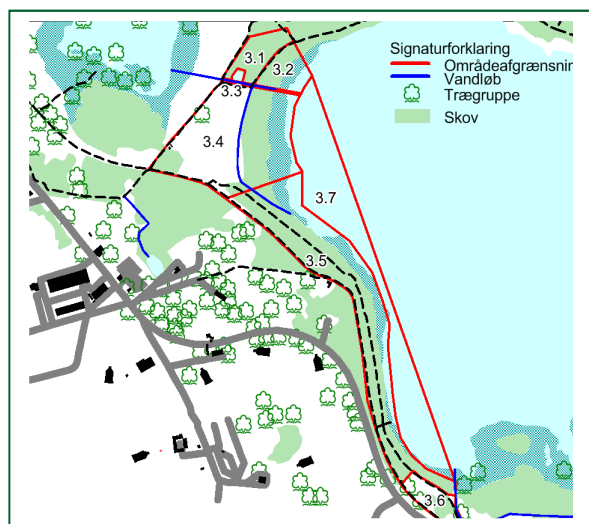 Signaturforklaring
Områdeafgrænsnin
Vandløb
Trægruppe
Skov
3.1
3.2
3.3
3.4
3.7
3.5
3.6